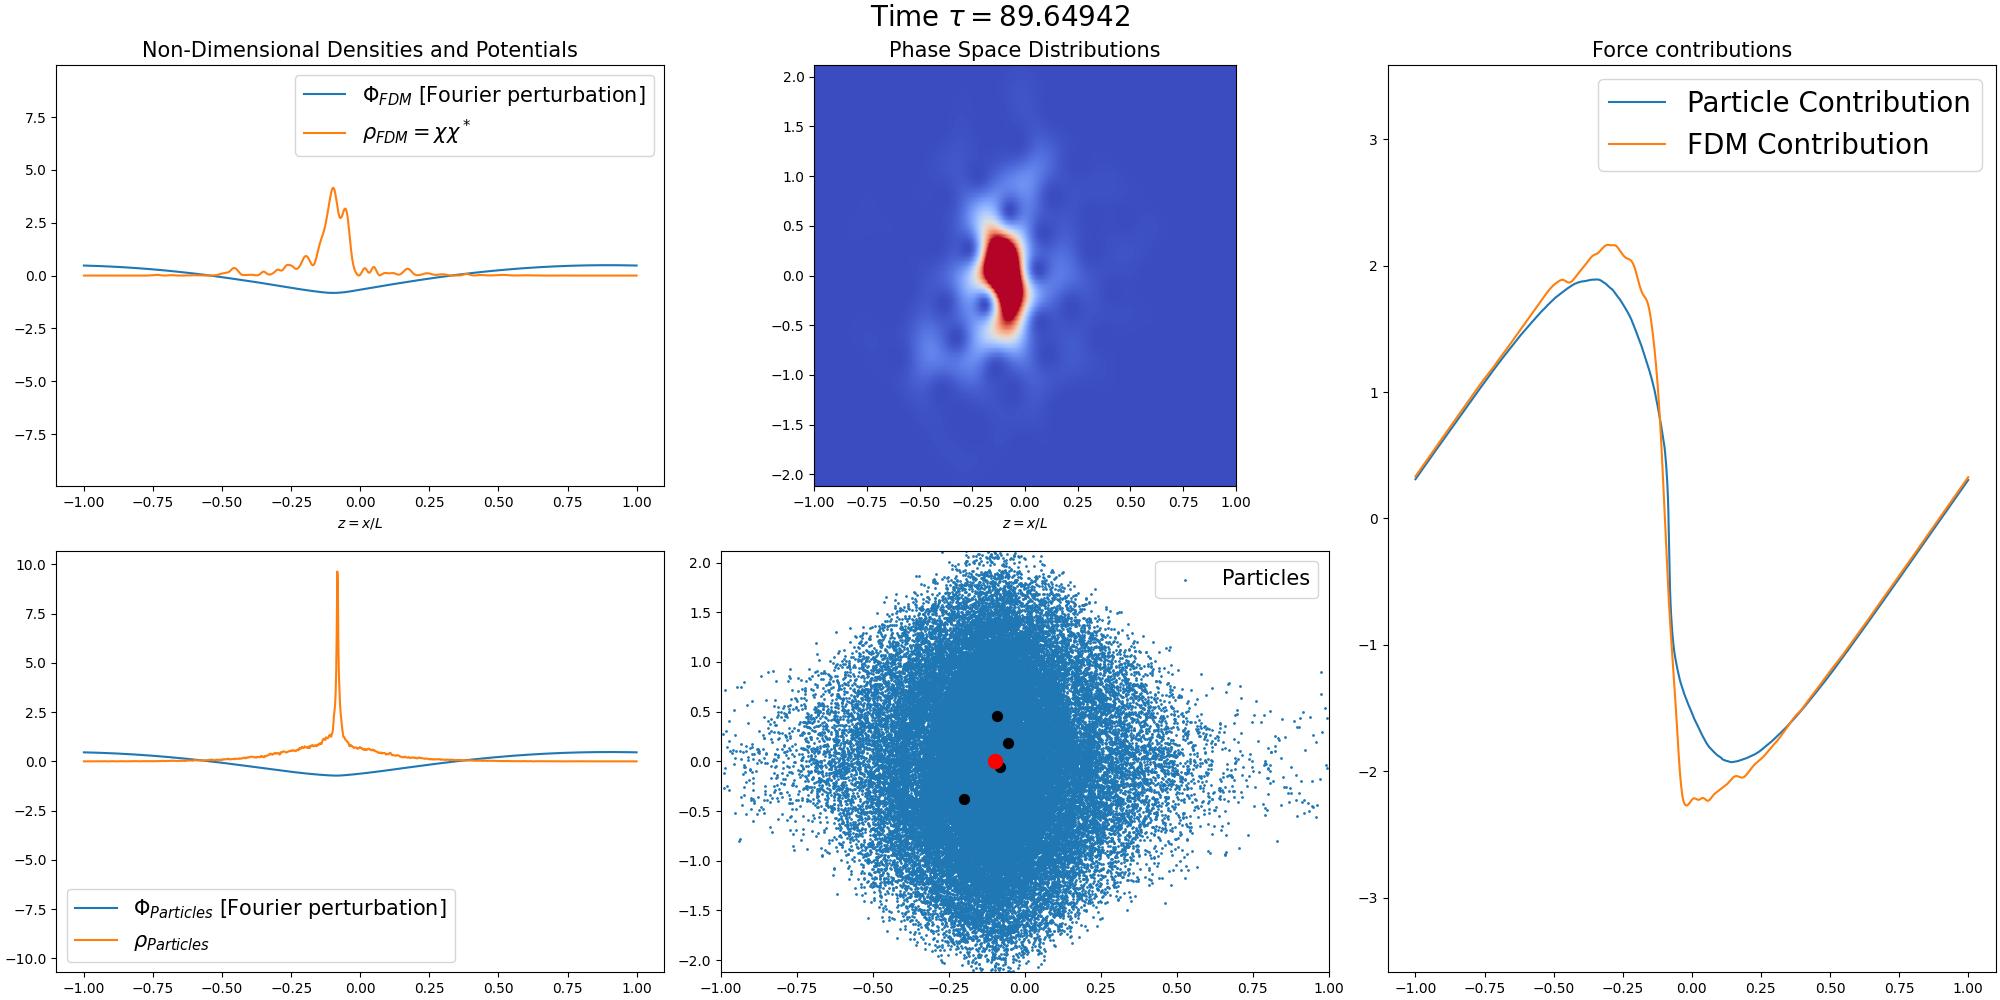 Time τ = 89.64942
Non-Dimensional Densities and Potentials
Φ_FDM [Fourier perturbation]
ρ_FDM = χχ*
7.5
5.0
2.5
0.0
−2.5
−5.0
−7.5
−1.00 −0.75 −0.50 −0.25 0.00 0.25 0.50 0.75 1.00
z = x/L
Phase Space Distributions
2.0
1.5
1.0
0.5
0.0
−0.5
−1.0
−1.5
−2.0
−1.00 −0.75 −0.50 −0.25 0.00 0.25 0.50 0.75 1.00
z = x/L
Force contributions
Particle Contribution
FDM Contribution
3
2
1
0
−1
−2
−3
−1.00 −0.75 −0.50 −0.25 0.00 0.25 0.50 0.75 1.00
10.0
7.5
5.0
2.5
0.0
−2.5
−5.0
−7.5
−10.0
Φ_Particles [Fourier perturbation]
ρ_Particles
−1.00 −0.75 −0.50 −0.25 0.00 0.25 0.50 0.75 1.00
Particles
2.0
1.5
1.0
0.5
0.0
−0.5
−1.0
−1.5
−2.0
−1.00 −0.75 −0.50 −0.25 0.00 0.25 0.50 0.75 1.00